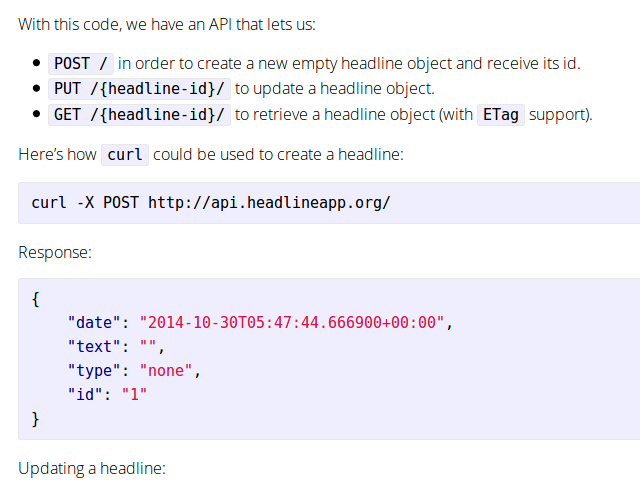 With this code, we have an API that lets us:
• POST / in order to create a new empty headline object and receive its id.
• PUT /{headline-id}/ to update a headline object.
• GET /{headline-id}/ to retrieve a headline object (with ETag support).
Here’s how curl could be used to create a headline:
curl -X POST http://api.headlineapp.org/
Response:
{
    "date": "2014-10-30T05:47:44.666900+00:00",
    "text": "",
    "type": "none",
    "id": "1"
}
Updating a headline: